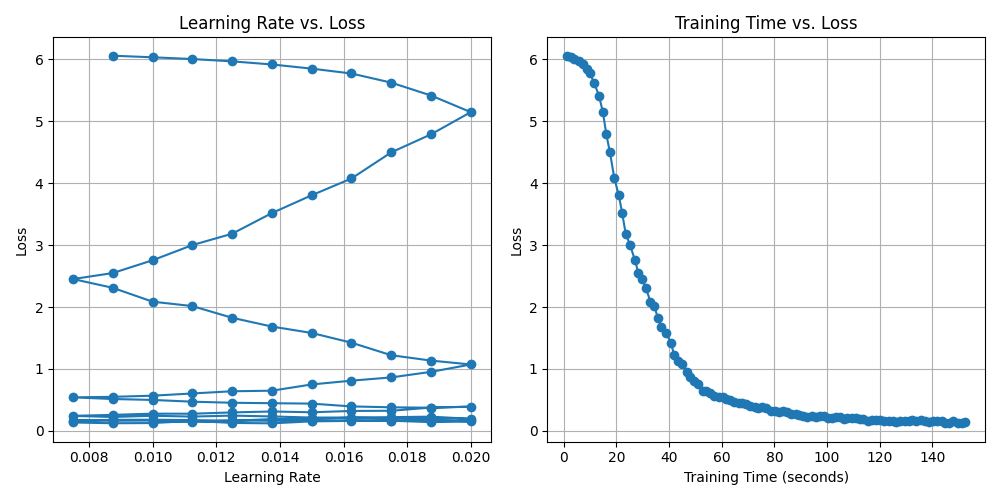 Learning Rate vs. Loss
Loss
6
5
4
3
2
1
0
0.008 0.010 0.012 0.014 0.016 0.018 0.020
Learning Rate
Training Time vs. Loss
Loss
6
5
4
3
2
1
0
0 20 40 60 80 100 120 140
Training Time (seconds)